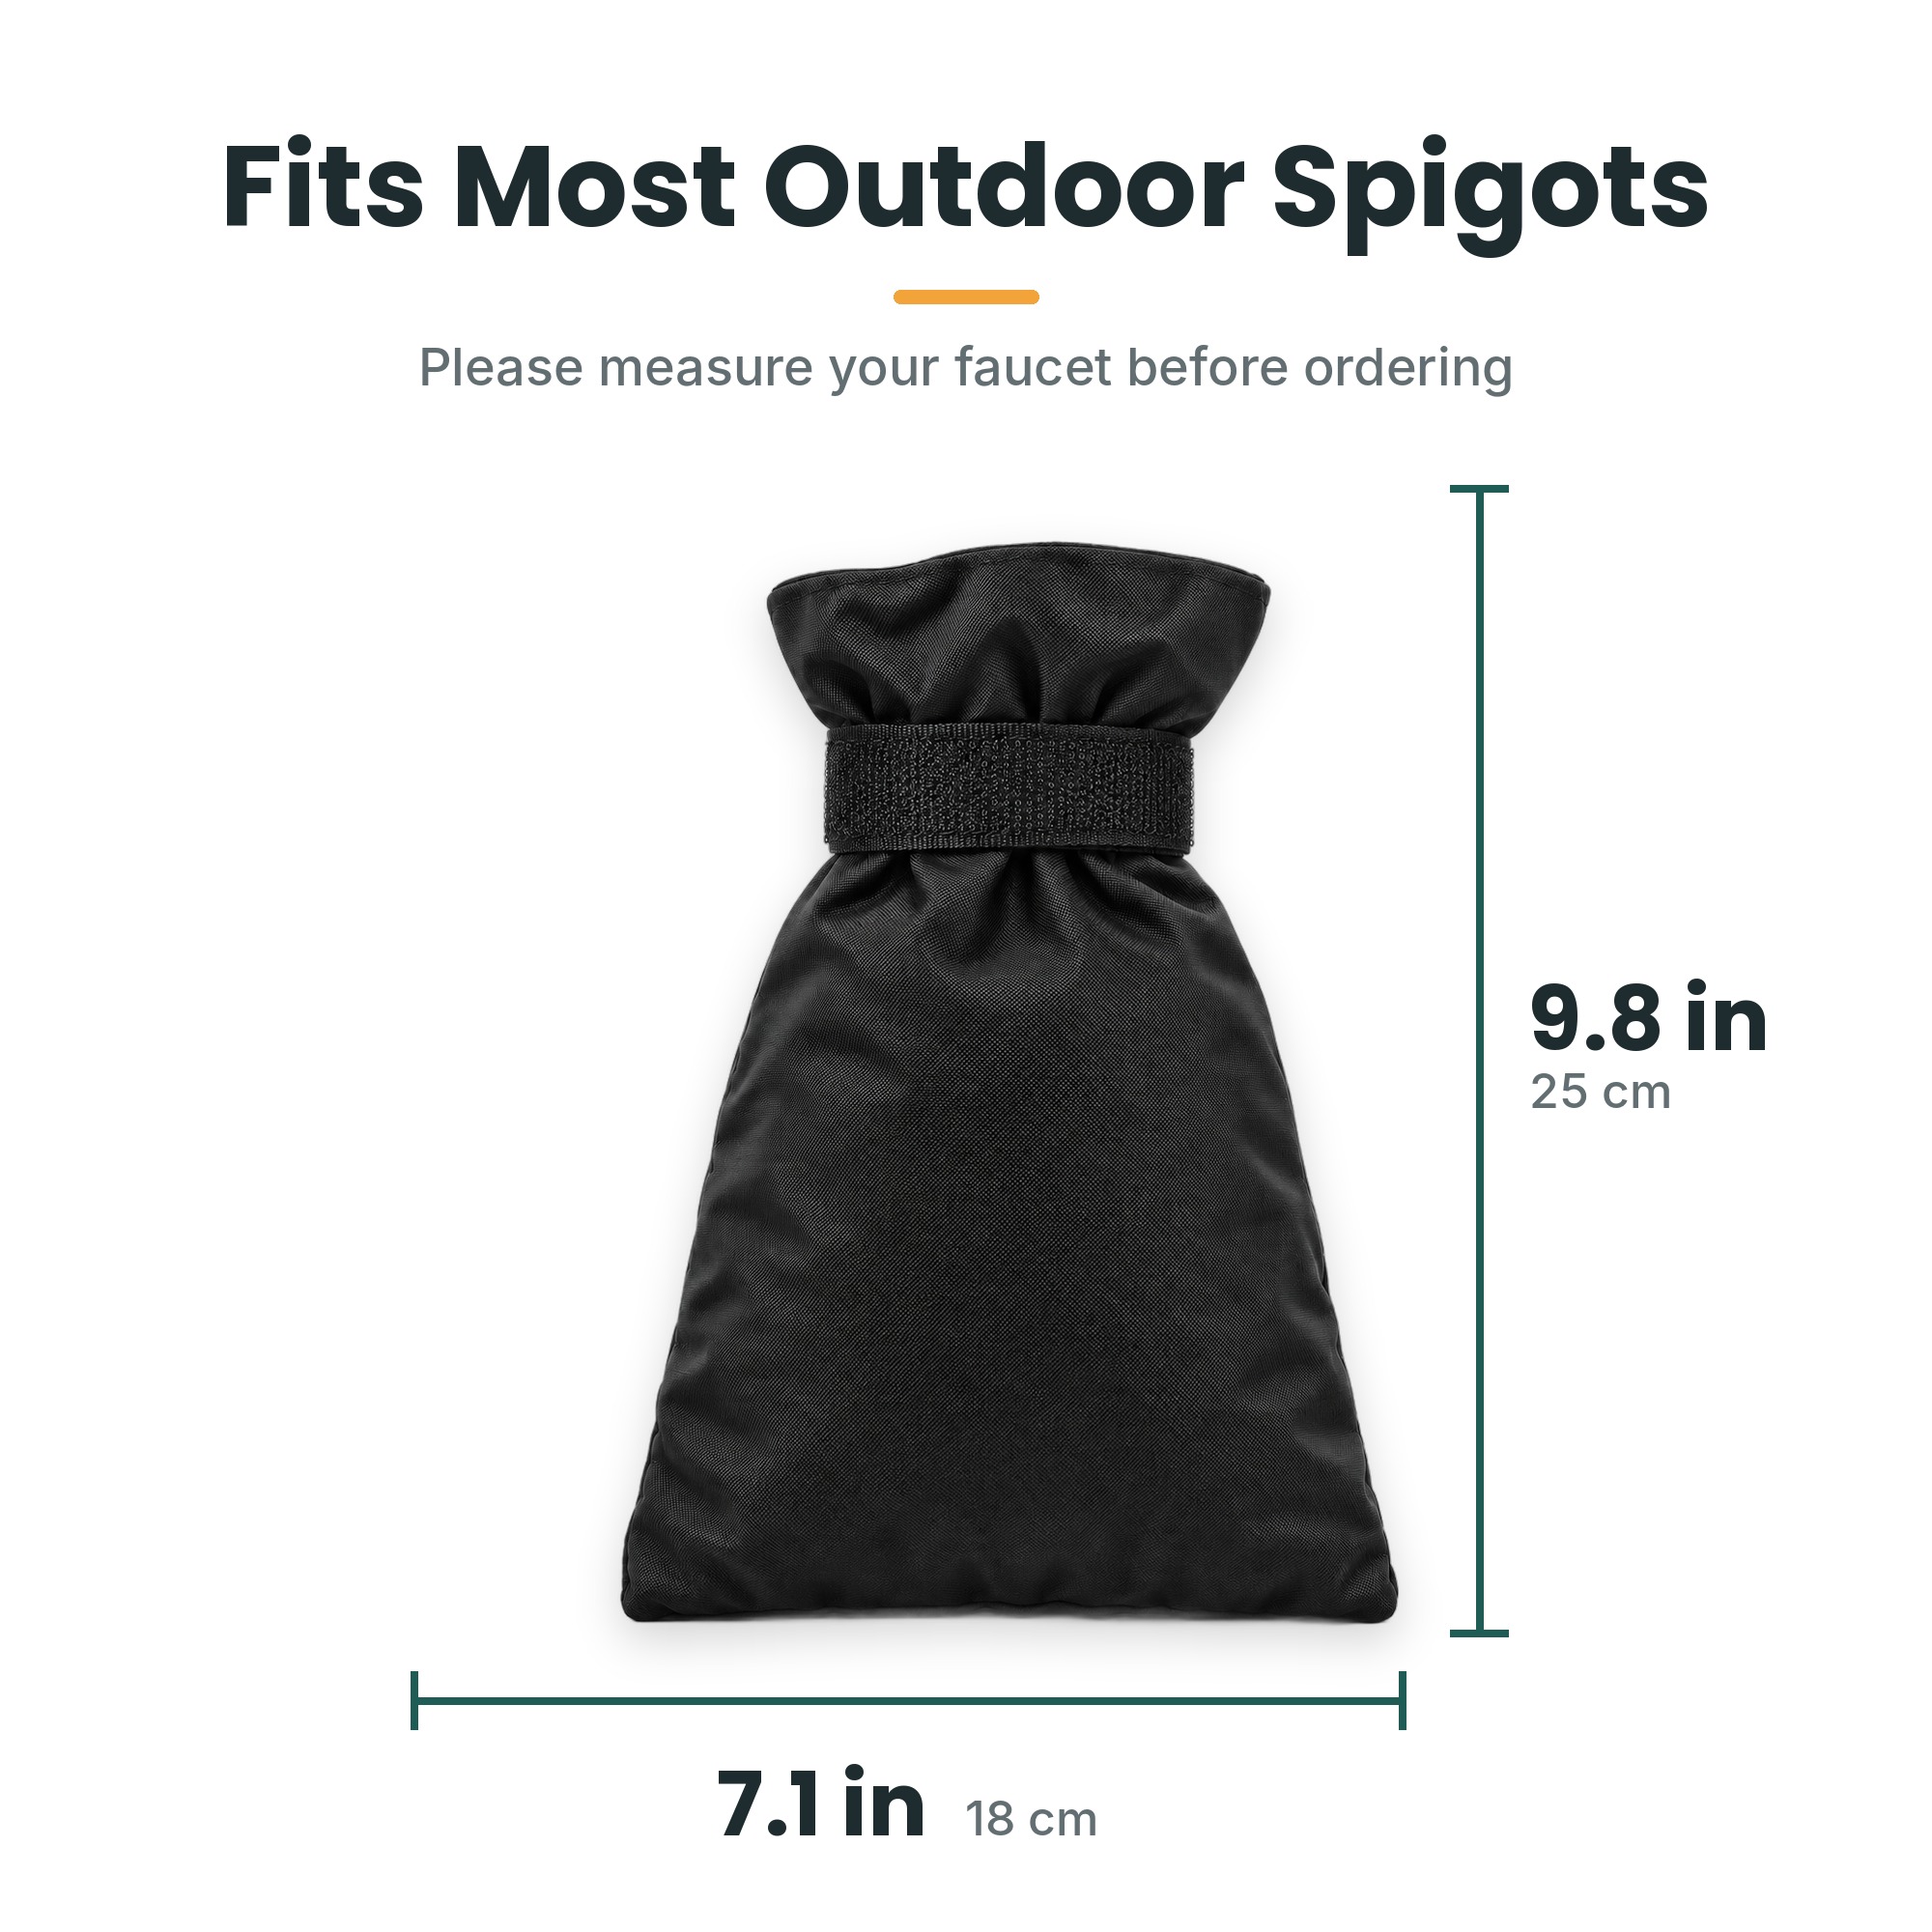 Fits Most Outdoor Spigots
Please measure your faucet before ordering
9.8 in
25 cm
7.1 in 18 cm